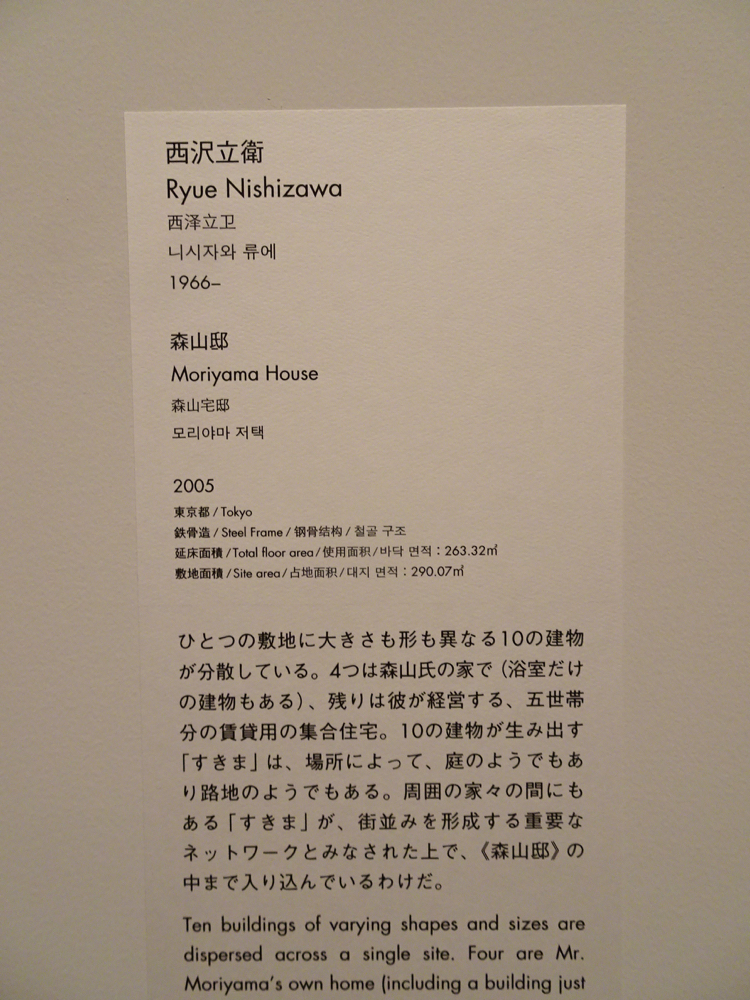 西沢立衛
Ryue Nishizawa
西泽立卫
니시자와 류에
1966–
森山邸
Moriyama House
森山宅邸
모리야마 저택
2005
東京都 / Tokyo
鉄骨造 / Steel Frame / 钢骨结构 / 철골 구조
延床面積 / Total floor area / 使用面积 / 바닥 면적：263.32㎡
敷地面積 / Site area / 占地面积 / 대지 면적：290.07㎡
ひとつの敷地に大きさも形も異なる10の建物
が分散している。4つは森山氏の家で（浴室だけ
の建物もある）、残りは彼が経営する、五世帯
分の賃貸用の集合住宅。10の建物が生み出す
「すきま」は、場所によって、庭のようでもあ
り路地のようでもある。周囲の家々の間にも
ある「すきま」が、街並みを形成する重要な
ネットワークとみなされた上で、《森山邸》の
中まで入り込んでいるわけだ。
Ten buildings of varying shapes and sizes are
dispersed across a single site. Four are Mr.
Moriyama's own home (including a building just